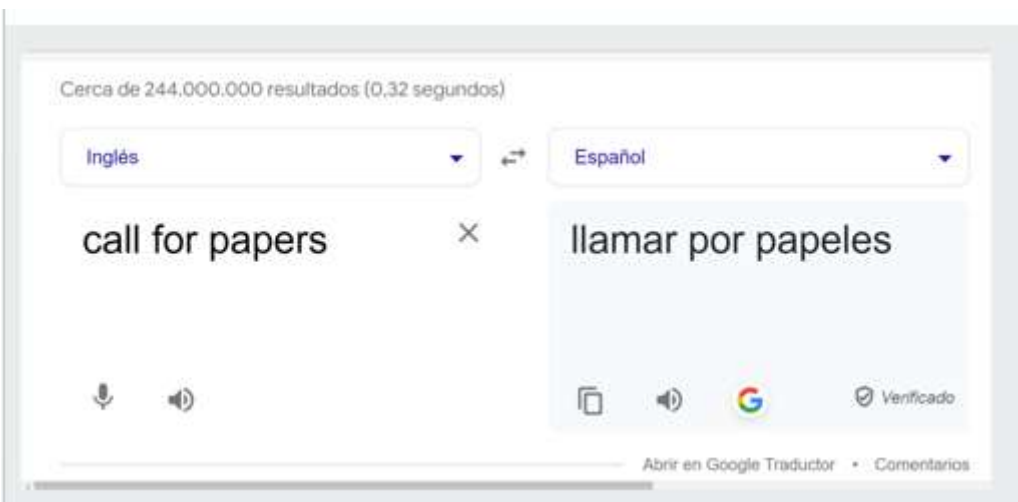 Cerca de 244.000.000 resultados (0,32 segundos)
Inglés
Español
call for papers
llamar por papeles
Verificado
Abrir en Google Traductor • Comentarios